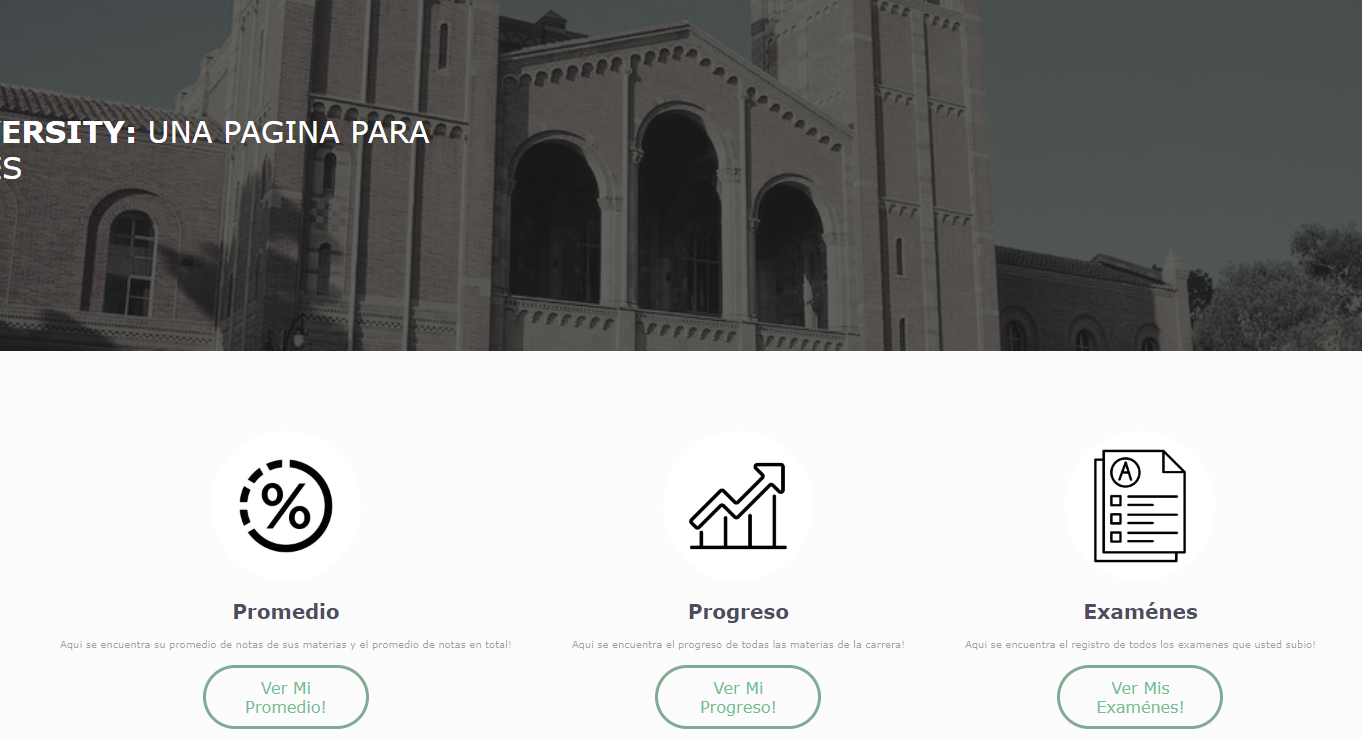 ERSITY: UNA PAGINA PARA
ES
%
A
Promedio
Progreso
Examénes
Aqui se encuentra su promedio de notas de sus materias y el promedio de notas en total!
Aqui se encuentra el progreso de todas las materias de la carrera!
Aqui se encuentra el registro de todos los examenes que usted subio!
Ver Mi
Promedio!
Ver Mi
Progreso!
Ver Mis
Examénes!